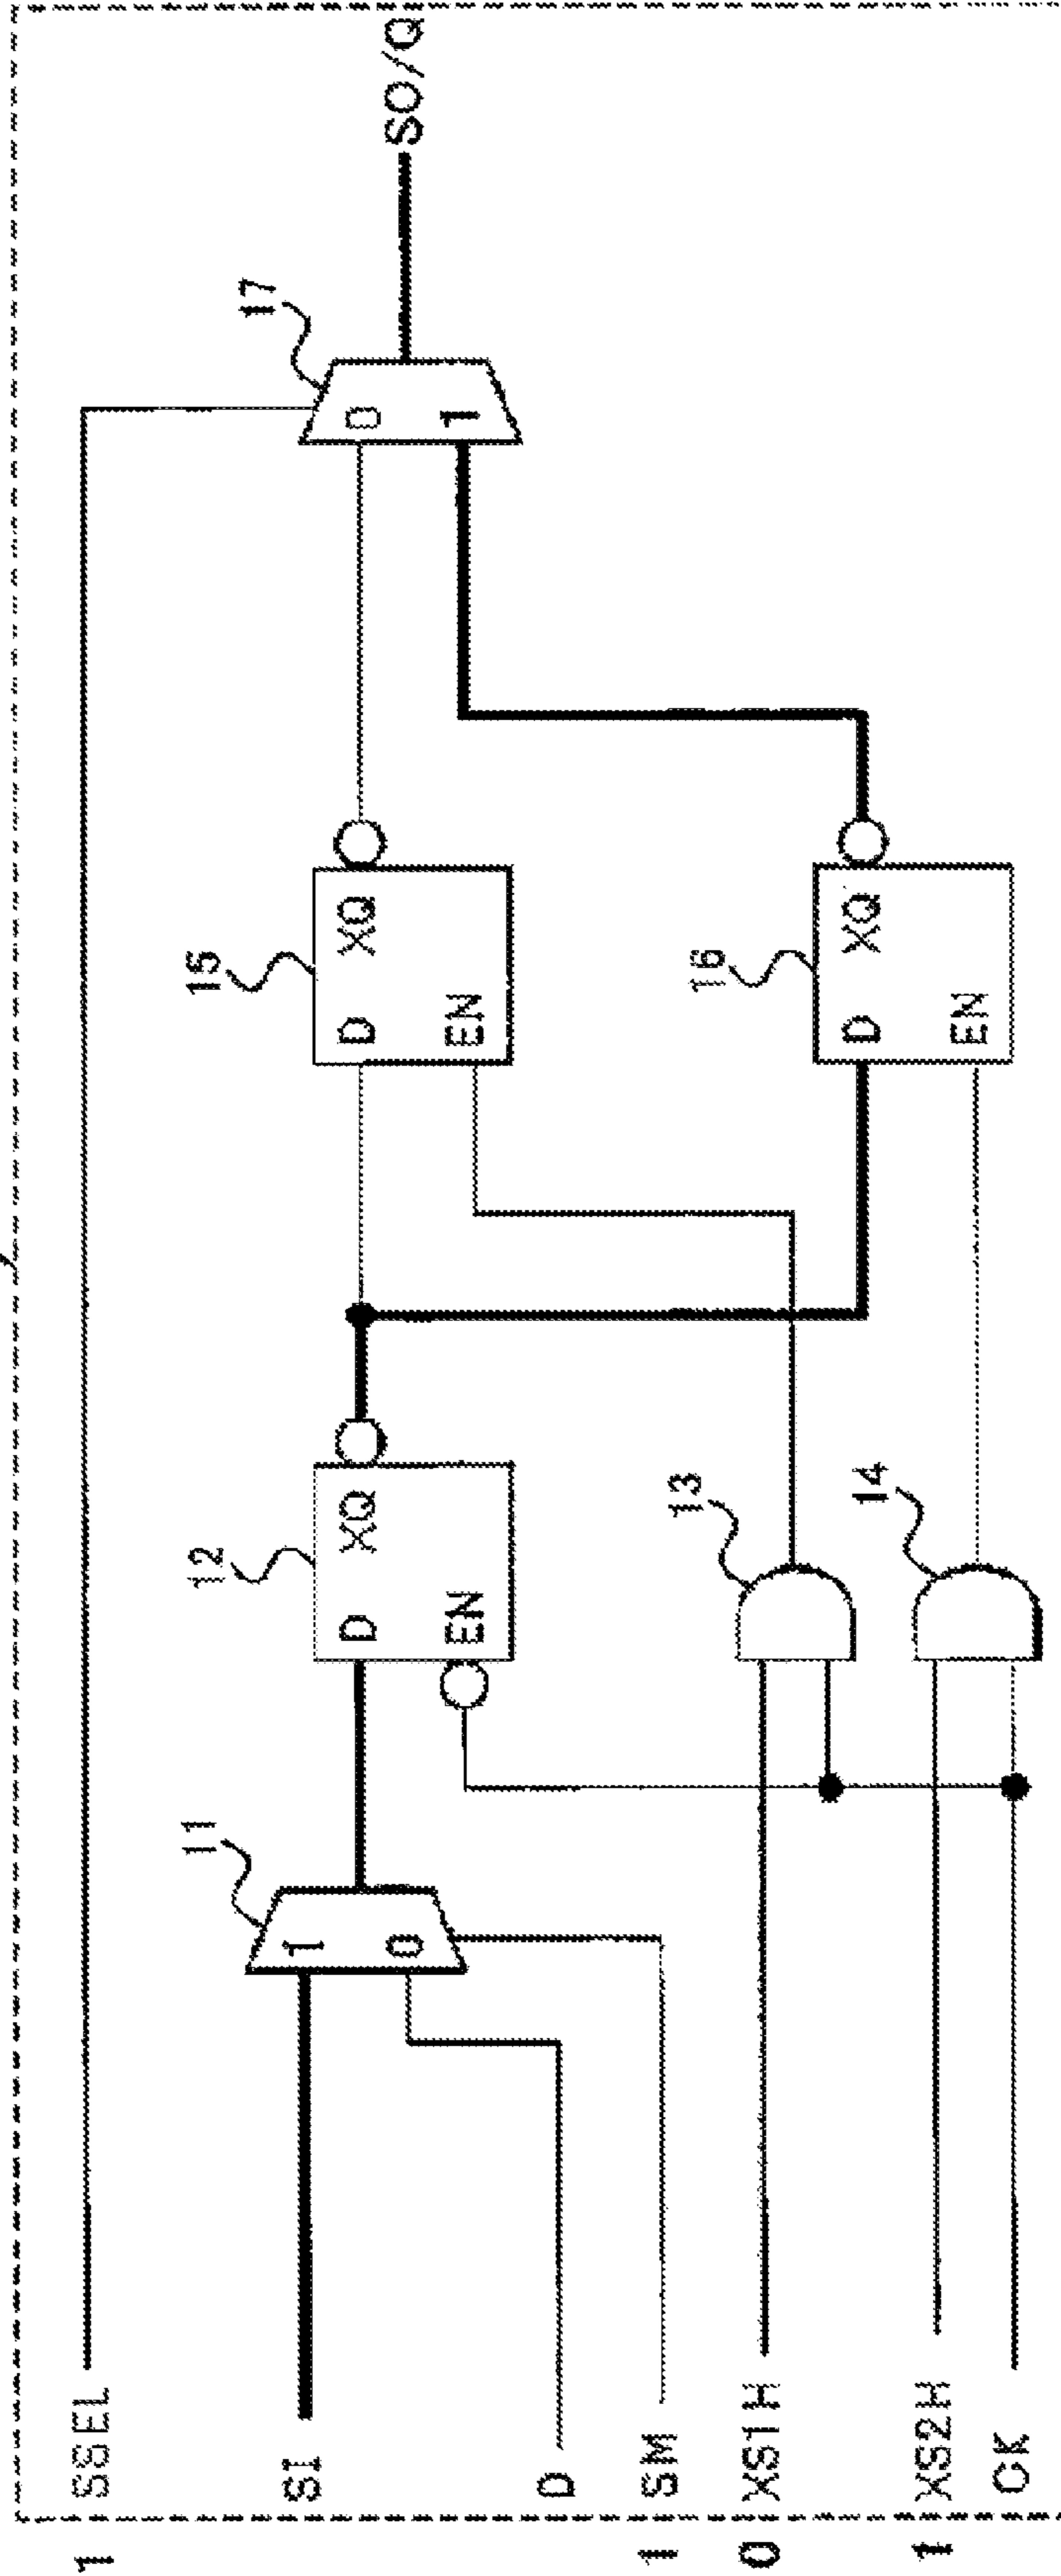 1 SSEL
SI
D
1 SM
0 XS1H
1 XS2H
CK
11
1
0
12
D XQ
EN
13
14
15
D XQ
EN
16
D XQ
EN
17
0
1
SO/Q